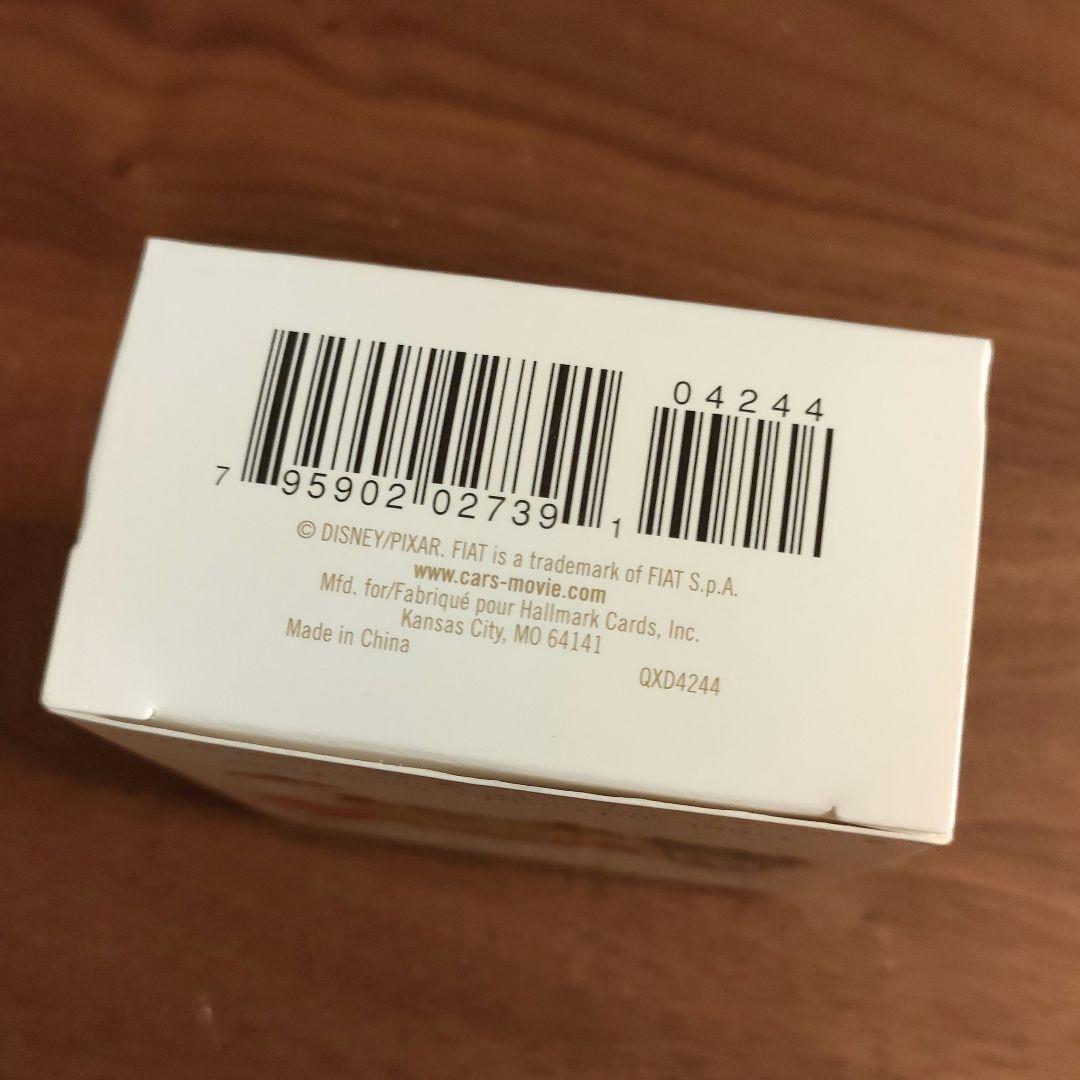 04244
7 95902 02739 1
© DISNEY/PIXAR. FIAT is a trademark of FIAT S.p.A.
www.cars-movie.com
Mfd. for/Fabriqué pour Hallmark Cards, Inc.
Kansas City, MO 64141
Made in China
QXD4244